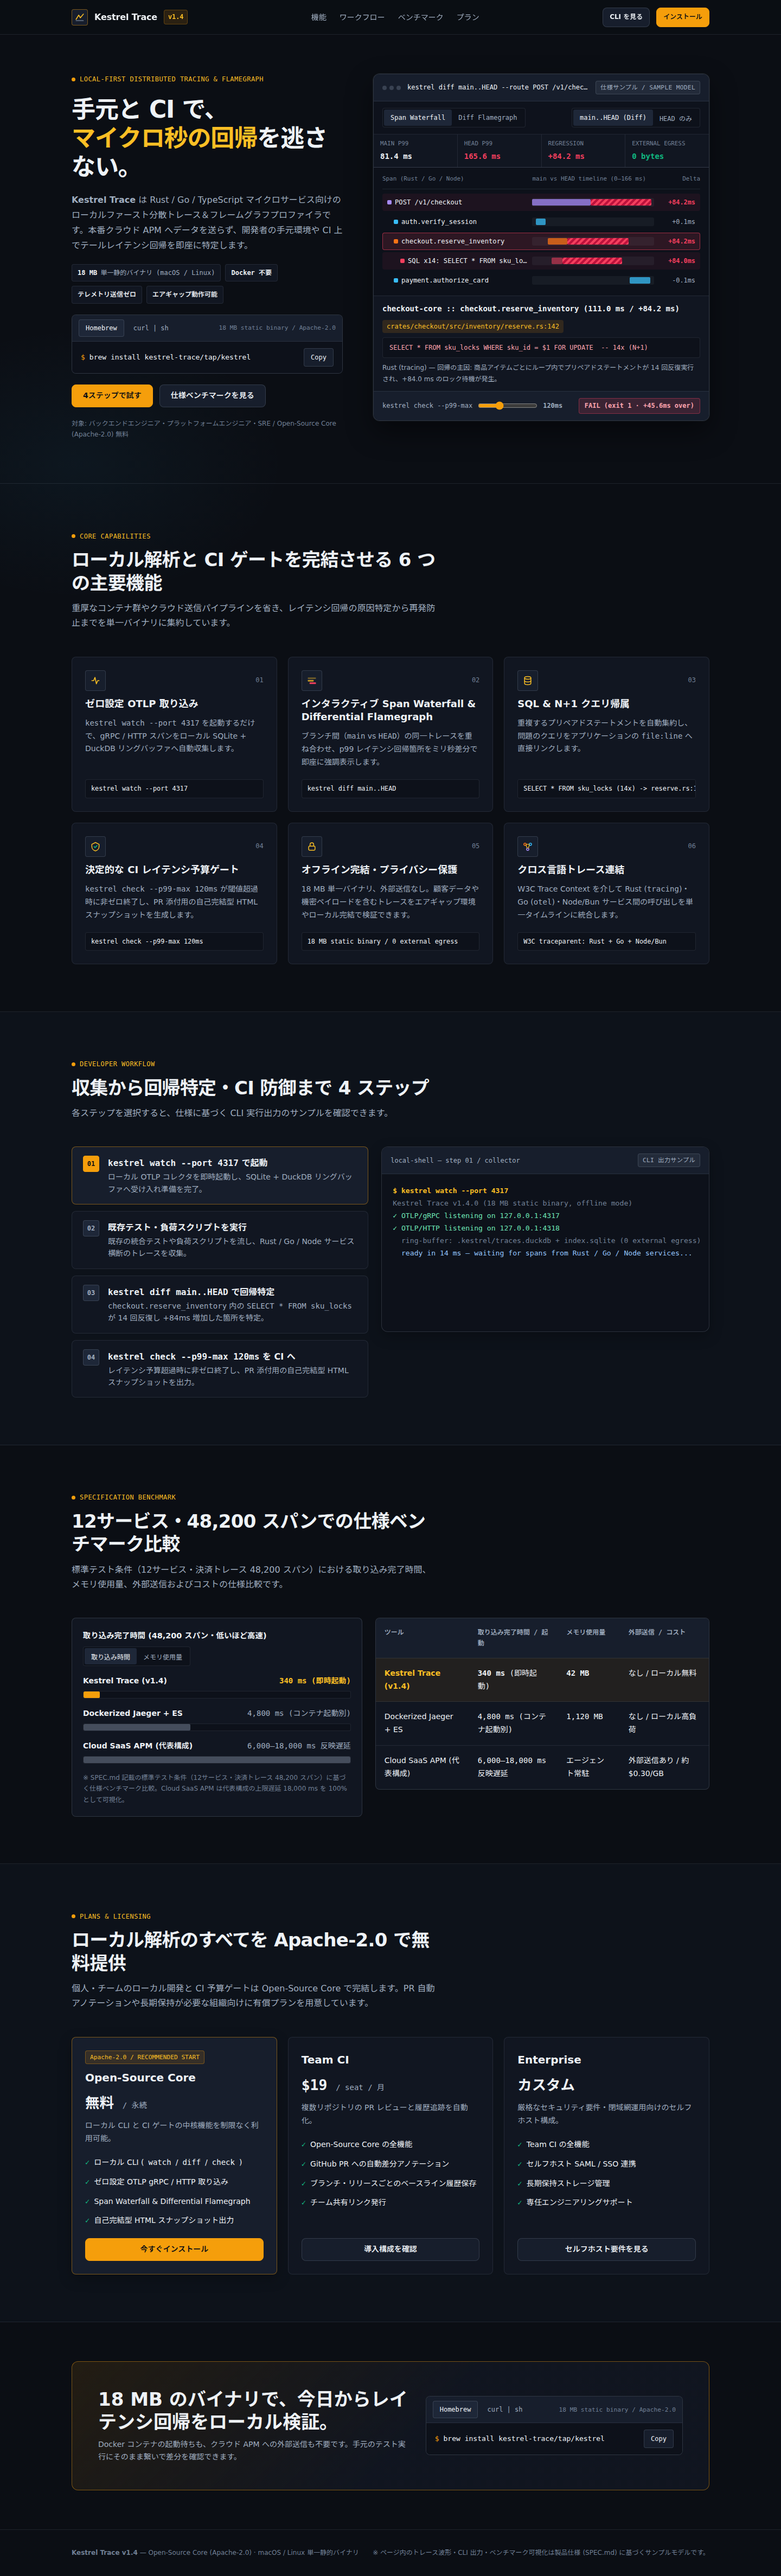 Kestrel Trace v1.4 機能 ワークフロー ベンチマーク プラン CLI を見る インストール
LOCAL-FIRST DISTRIBUTED TRACING & FLAMEGRAPH
手元と CI で、
マイクロ秒の回帰を逃さ
ない。
Kestrel Trace は Rust / Go / TypeScript マイクロサービス向けの
ローカルファースト分散トレース＆フレームグラフプロファイラで
す。本番クラウド APM へデータを送らず、開発者の手元環境や CI 上
でテールレイテンシ回帰を即座に特定します。
18 MB 単一静的バイナリ (macOS / Linux) Docker 不要
テレメトリ送信ゼロ エアギャップ動作可能
Homebrew curl | sh 18 MB static binary / Apache-2.0
$ brew install kestrel-trace/tap/kestrel Copy
4ステップで試す 仕様ベンチマークを見る
対象: バックエンドエンジニア・プラットフォームエンジニア・SRE / Open-Source Core
(Apache-2.0) 無料
kestrel diff main..HEAD --route POST /v1/chec… 仕様サンプル / SAMPLE MODEL
Span Waterfall Diff Flamegraph main..HEAD (Diff) HEAD のみ
MAIN P99 HEAD P99 REGRESSION EXTERNAL EGRESS
81.4 ms 165.6 ms +84.2 ms 0 bytes
Span (Rust / Go / Node) main vs HEAD timeline (0–166 ms) Delta
POST /v1/checkout +84.2ms
auth.verify_session +0.1ms
checkout.reserve_inventory +84.2ms
SQL x14: SELECT * FROM sku_lo… +84.0ms
payment.authorize_card -0.1ms
checkout-core :: checkout.reserve_inventory (111.0 ms / +84.2 ms)
crates/checkout/src/inventory/reserve.rs:142
SELECT * FROM sku_locks WHERE sku_id = $1 FOR UPDATE -- 14x (N+1)
Rust (tracing) — 回帰の主因: 商品アイテムごとにループ内でプリペアドステートメントが 14 回反復実行
され、+84.0 ms のロック待機が発生。
kestrel check --p99-max 120ms FAIL (exit 1 · +45.6ms over)
CORE CAPABILITIES
ローカル解析と CI ゲートを完結させる 6 つ
の主要機能
重厚なコンテナ群やクラウド送信パイプラインを省き、レイテンシ回帰の原因特定から再発防
止までを単一バイナリに集約しています。
01
ゼロ設定 OTLP 取り込み
kestrel watch --port 4317 を起動するだけ
で、gRPC / HTTP スパンをローカル SQLite +
DuckDB リングバッファへ自動収集します。
kestrel watch --port 4317
02
インタラクティブ Span Waterfall &
Differential Flamegraph
ブランチ間（main vs HEAD）の同一トレースを重
ね合わせ、p99 レイテンシ回帰箇所をミリ秒差分で
即座に強調表示します。
kestrel diff main..HEAD
03
SQL & N+1 クエリ帰属
重複するプリペアドステートメントを自動集約し、
問題のクエリをアプリケーションの file:line へ
直接リンクします。
SELECT * FROM sku_locks (14x) -> reserve.rs:
04
決定的な CI レイテンシ予算ゲート
kestrel check --p99-max 120ms が閾値超過
時に非ゼロ終了し、PR 添付用の自己完結型 HTML
スナップショットを生成します。
kestrel check --p99-max 120ms
05
オフライン完結・プライバシー保護
18 MB 単一バイナリ、外部送信なし。顧客データや
機密ペイロードを含むトレースをエアギャップ環境
やローカル完結で検証できます。
18 MB static binary / 0 external egress
06
クロス言語トレース連結
W3C Trace Context を介して Rust (tracing)・
Go (otel)・Node/Bun サービス間の呼び出しを単
一タイムラインに統合します。
W3C traceparent: Rust + Go + Node/Bun
DEVELOPER WORKFLOW
収集から回帰特定・CI 防御まで 4 ステップ
各ステップを選択すると、仕様に基づく CLI 実行出力のサンプルを確認できます。
01 kestrel watch --port 4317 で起動
ローカル OTLP コレクタを即時起動し、SQLite + DuckDB リングバッ
ファへ受け入れ準備を完了。
02 既存テスト・負荷スクリプトを実行
既存の統合テストや負荷スクリプトを流し、Rust / Go / Node サービス
横断のトレースを収集。
03 kestrel diff main..HEAD で回帰特定
checkout.reserve_inventory 内の SELECT * FROM sku_locks
が 14 回反復し +84ms 増加した箇所を特定。
04 kestrel check --p99-max 120ms を CI へ
レイテンシ予算超過時に非ゼロ終了し、PR 添付用の自己完結型 HTML
スナップショットを出力。
local-shell — step 01 / collector CLI 出力サンプル
$ kestrel watch --port 4317
Kestrel Trace v1.4.0 (18 MB static binary, offline mode)
✓ OTLP/gRPC listening on 127.0.0.1:4317
✓ OTLP/HTTP listening on 127.0.0.1:4318
ring-buffer: .kestrel/traces.duckdb + index.sqlite (0 external egress)
ready in 14 ms — waiting for spans from Rust / Go / Node services...
SPECIFICATION BENCHMARK
12サービス・48,200 スパンでの仕様ベン
チマーク比較
標準テスト条件（12サービス・決済トレース 48,200 スパン）における取り込み完了時間、
メモリ使用量、外部送信およびコストの仕様比較です。
取り込み完了時間 (48,200 スパン・低いほど高速)
取り込み時間 メモリ使用量
Kestrel Trace (v1.4) 340 ms (即時起動)
Dockerized Jaeger + ES 4,800 ms (コンテナ起動別)
Cloud SaaS APM (代表構成) 6,000–18,000 ms 反映遅延
※ SPEC.md 記載の標準テスト条件（12サービス・決済トレース 48,200 スパン）に基づ
く仕様ベンチマーク比較。Cloud SaaS APM は代表構成の上限遅延 18,000 ms を 100%
として可視化。
ツール 取り込み完了時間 / 起 メモリ使用量 外部送信 / コスト
動
Kestrel Trace 340 ms (即時起 42 MB なし / ローカル無料
(v1.4) 動)
Dockerized Jaeger 4,800 ms (コンテ 1,120 MB なし / ローカル高負
+ ES ナ起動別) 荷
Cloud SaaS APM (代 6,000–18,000 ms エージェン 外部送信あり / 約
表構成) 反映遅延 ト常駐 $0.30/GB
PLANS & LICENSING
ローカル解析のすべてを Apache-2.0 で無
料提供
個人・チームのローカル開発と CI 予算ゲートは Open-Source Core で完結します。PR 自動
アノテーションや長期保持が必要な組織向けに有償プランを用意しています。
Apache-2.0 / RECOMMENDED START
Open-Source Core
無料 / 永続
ローカル CLI と CI ゲートの中核機能を制限なく利
用可能。
✓ ローカル CLI ( watch / diff / check )
✓ ゼロ設定 OTLP gRPC / HTTP 取り込み
✓ Span Waterfall & Differential Flamegraph
✓ 自己完結型 HTML スナップショット出力
今すぐインストール
Team CI
$19 / seat / 月
複数リポジトリの PR レビューと履歴追跡を自動
化。
✓ Open-Source Core の全機能
✓ GitHub PR への自動差分アノテーション
✓ ブランチ・リリースごとのベースライン履歴保存
✓ チーム共有リンク発行
導入構成を確認
Enterprise
カスタム
厳格なセキュリティ要件・閉域網運用向けのセルフ
ホスト構成。
✓ Team CI の全機能
✓ セルフホスト SAML / SSO 連携
✓ 長期保持ストレージ管理
✓ 専任エンジニアリングサポート
セルフホスト要件を見る
18 MB のバイナリで、今日からレイ
テンシ回帰をローカル検証。
Docker コンテナの起動待ちも、クラウド APM への外部送信も不要です。手元のテスト実
行にそのまま繋いで差分を確認できます。
Homebrew curl | sh 18 MB static binary / Apache-2.0
$ brew install kestrel-trace/tap/kestrel Copy
Kestrel Trace v1.4 — Open-Source Core (Apache-2.0) · macOS / Linux 単一静的バイナリ ※ ページ内のトレース波形・CLI 出力・ベンチマーク可視化は製品仕様 (SPEC.md) に基づくサンプルモデルです。